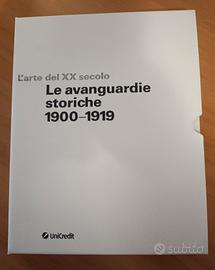 L'arte del XX secolo
Le avanguardie
storiche
1900–1919
UniCredit
subito